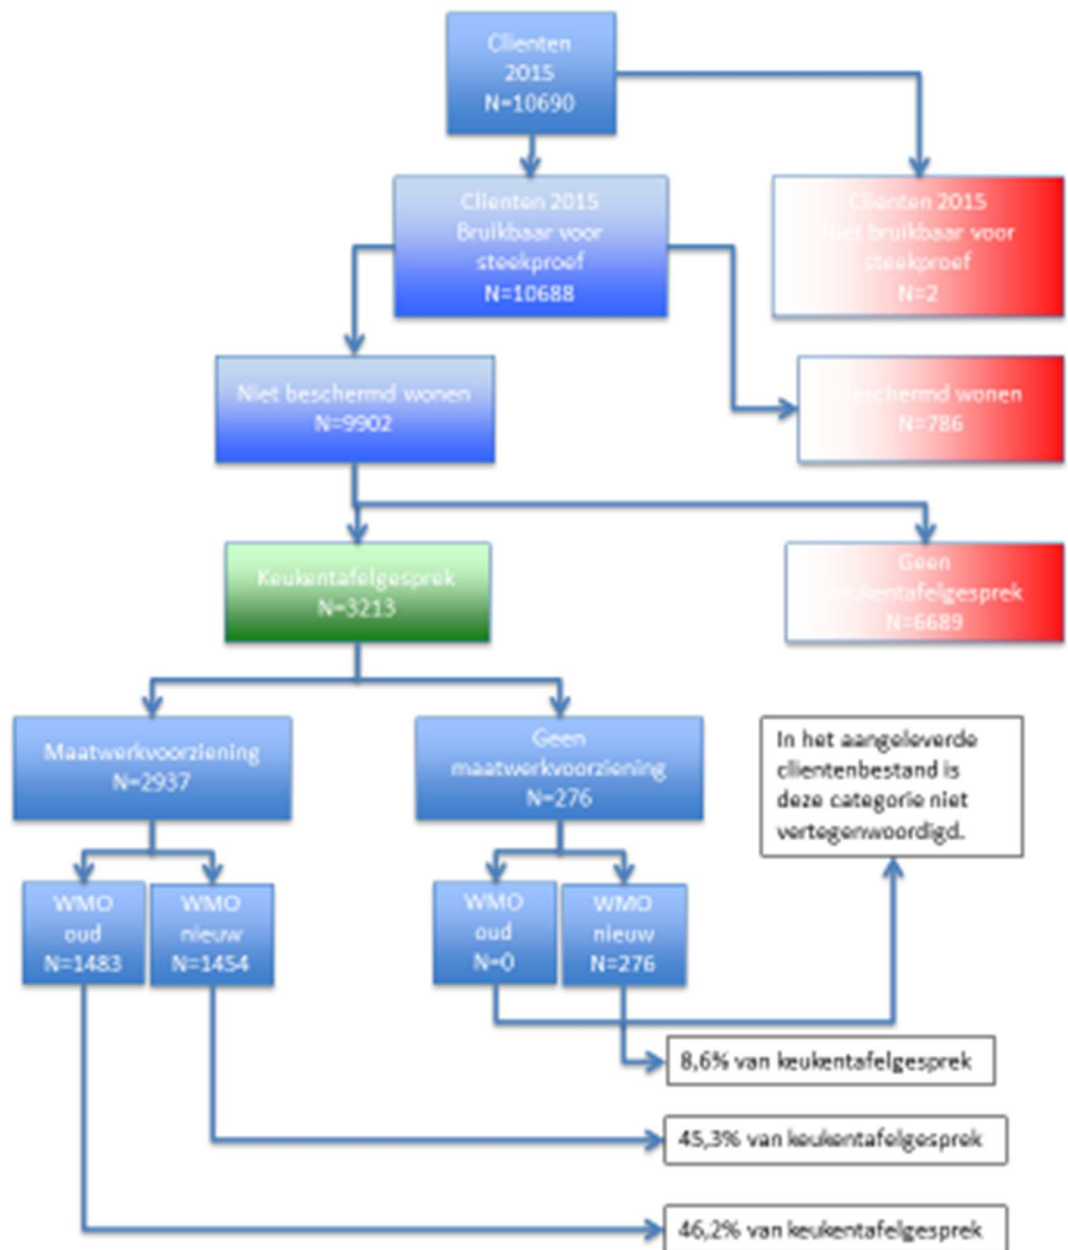 Clienten
2015
N=10690
Clienten 2015
Bruikbaar voor
steekproef
N=10688
Clienten 2015
Niet bruikbaar voor
steekproef
N=2
Niet beschermd wonen
N=9902
Beschermd wonen
N=786
Keukentafelgesprek
N=3213
Geen
keukentafelgesprek
N=6689
Maatwerkvoorziening
N=2937
Geen
maatwerkvoorziening
N=276
In het aangeleverde
clientenbestand is
deze categorie niet
vertegenwoordigd.
WMO
oud
N=1483
WMO
nieuw
N=1454
WMO
oud
N=0
WMO
nieuw
N=276
8,6% van keukentafelgesprek
45,3% van keukentafelgesprek
46,2% van keukentafelgesprek